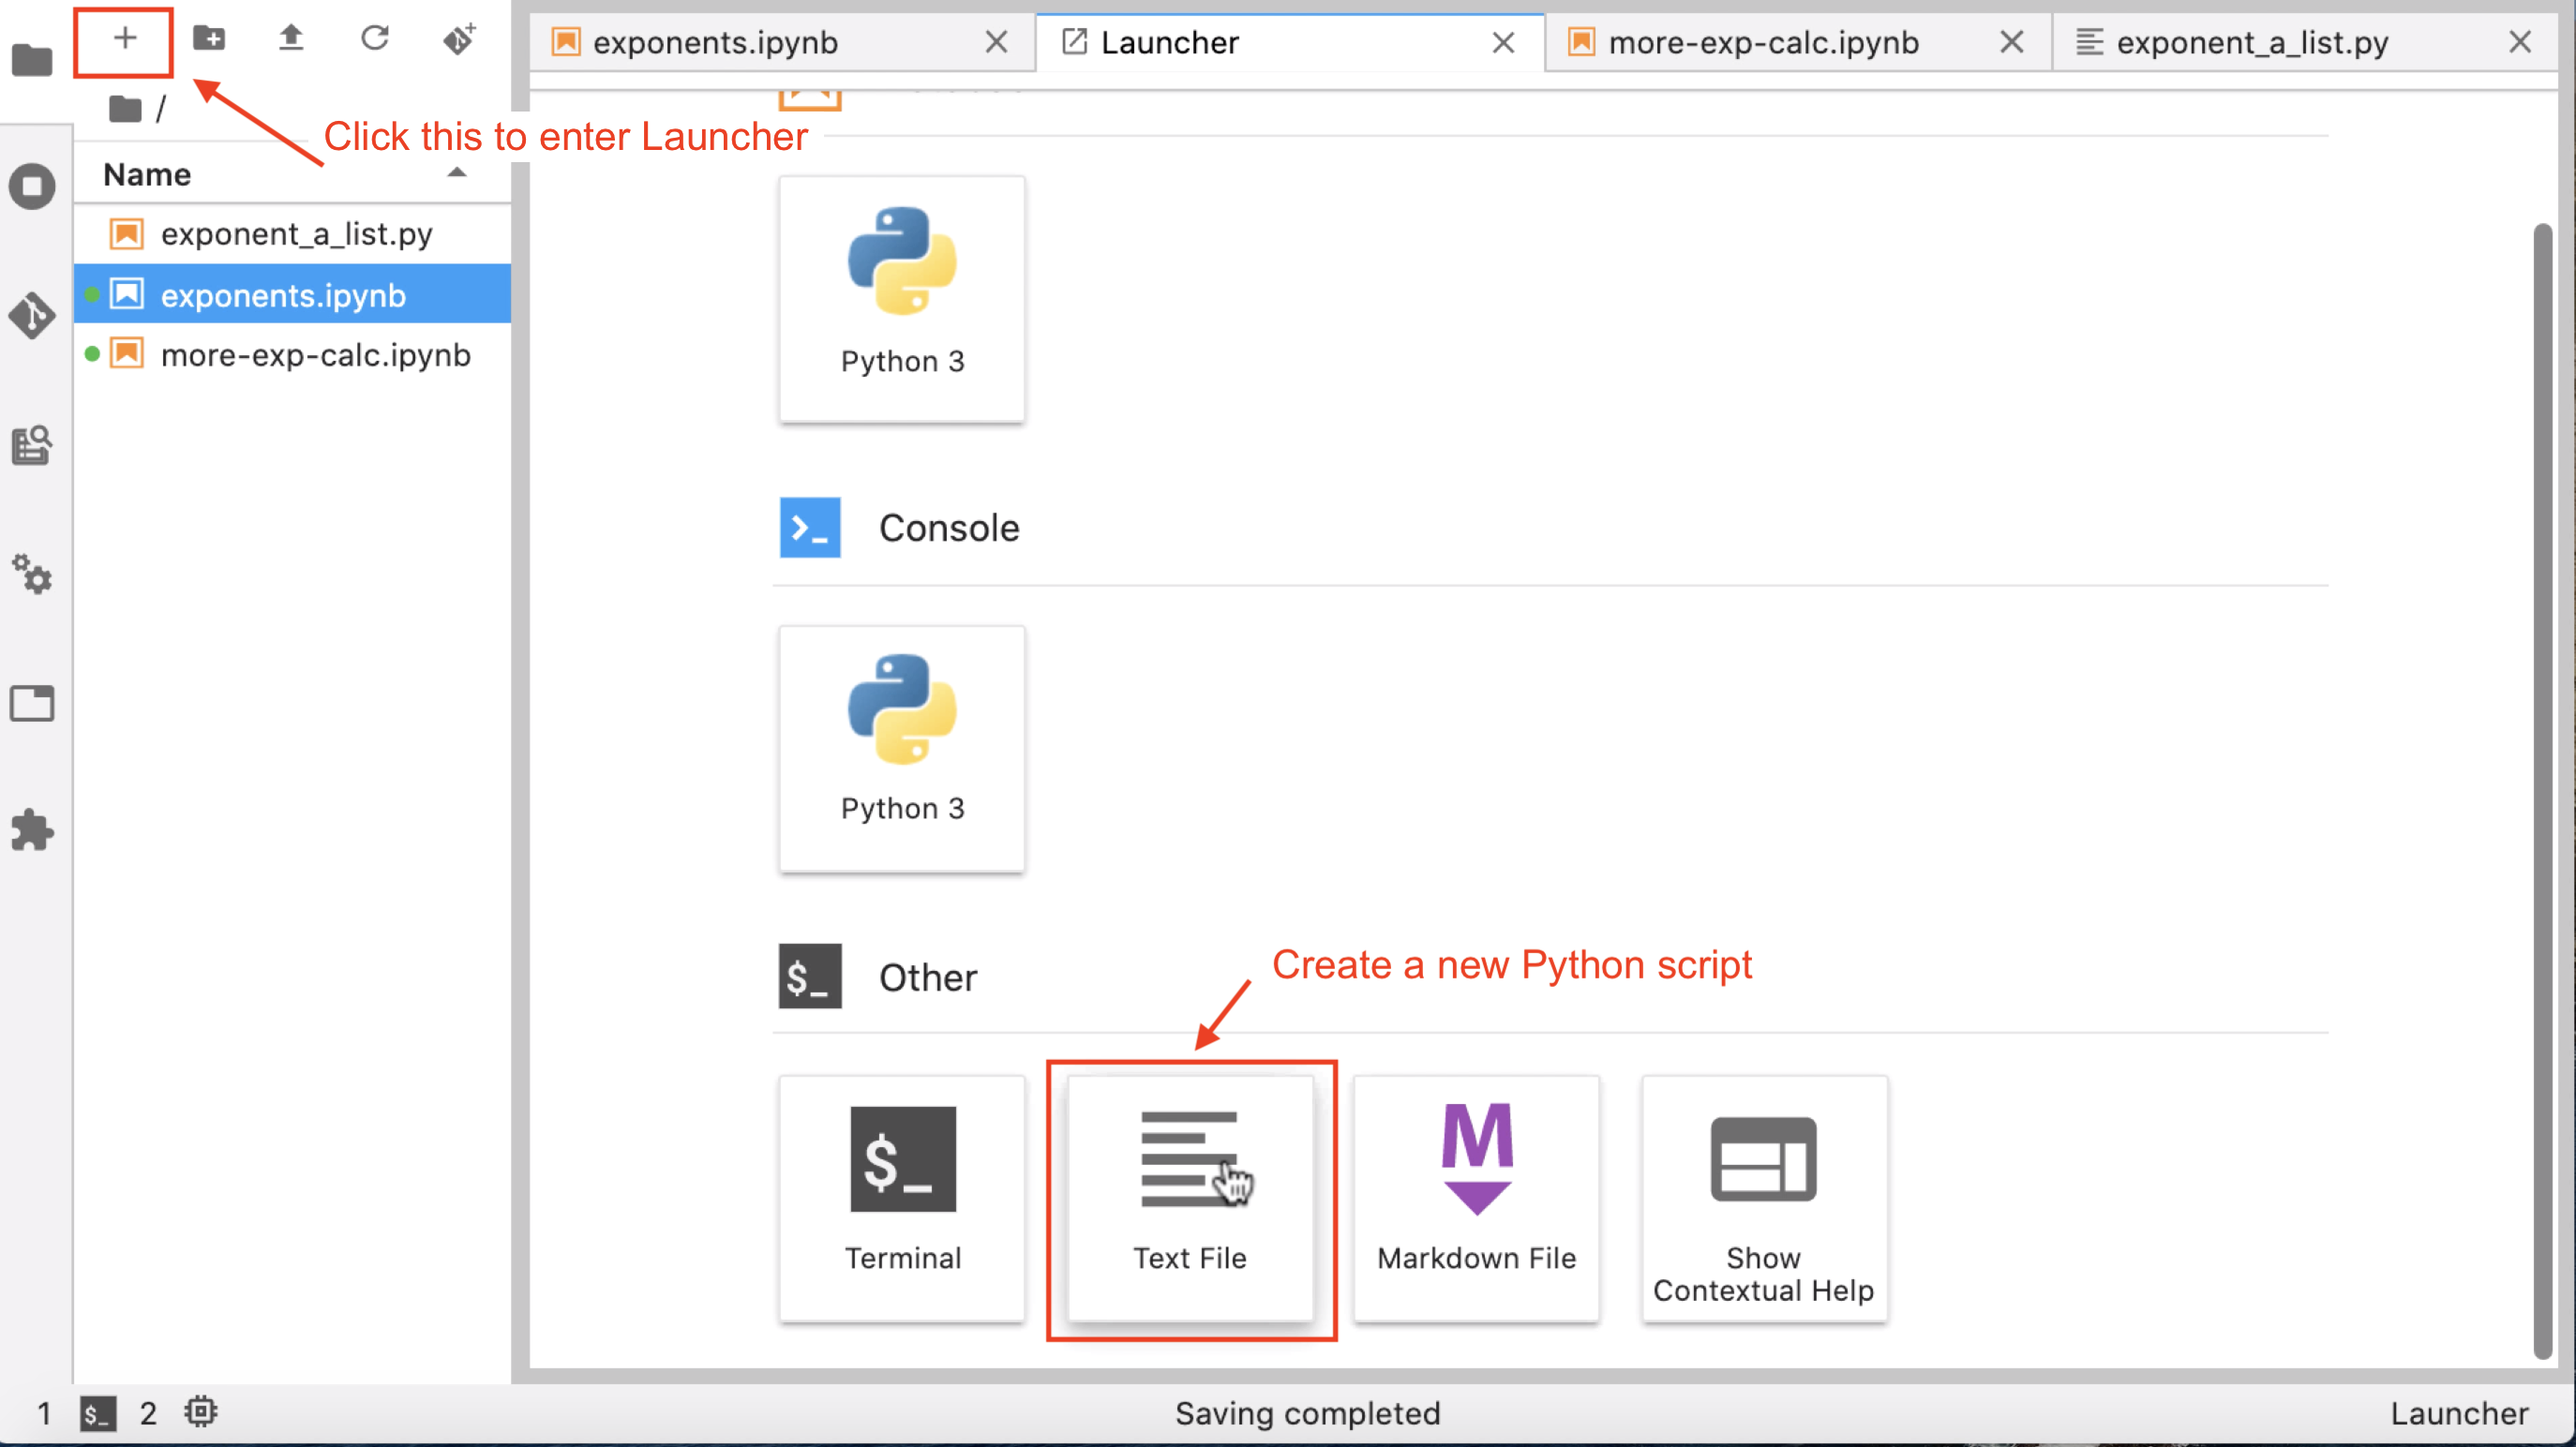 exponents.ipynb
Launcher
more-exp-calc.ipynb
exponent_a_list.py
/
Click this to enter Launcher
Name
exponent_a_list.py
exponents.ipynb
more-exp-calc.ipynb
Python 3
Console
Python 3
$_ Other
Create a new Python script
$_
Terminal
Text File
M
Markdown File
Show
Contextual Help
1 $_ 2
Saving completed
Launcher